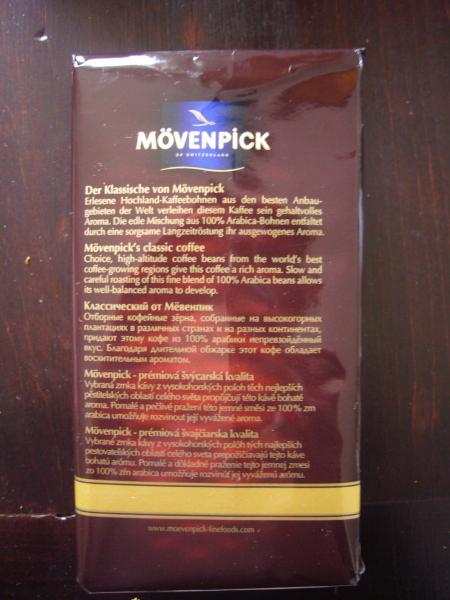 MÖVENPICK
OF SWITZERLAND
Der Klassische von Mövenpick
Erlesene Hochland-Kaffeebohnen aus den besten Anbau-
gebieten der Welt verleihen diesem Kaffee sein gehaltvolles
Aroma. Die edle Mischung aus 100% Arabica-Bohnen entfaltet
durch eine sorgsame Langzeitröstung ihr ausgewogenes Aroma.
Mövenpick's classic coffee
Choice, high-altitude coffee beans from the world's best
coffee-growing regions give this coffee a rich aroma. Slow and
careful roasting of this fine blend of 100% Arabica beans allows
its well-balanced aroma to develop.
Классический от Мёвенпик
Отборные кофейные зёрна, собранные на высокогорных
плантациях в различных странах и на разных континентах,
придают этому кофе из 100% арабики непревзойдённый
вкус. Благодаря длительной обжарке этот кофе обладает
восхитительным ароматом.
Mövenpick - prémiová švýcarská kvalita
Vybraná zrnka kávy z vysokohorských poloh těch nejlepších
pěstitelských oblastí celého světa propůjčují této kávě bohaté
aroma. Pomalé a pečlivé pražení této jemné směsi ze 100% zrn
arabica umožňuje rozvinout její vyvážené aroma.
Mövenpick - prémiová švajčiarska kvalita
Vybrané zrnka kávy z vysokohorských polôh tých najlepších
pestovateľských oblastí celého sveta prepožičiavajú tejto káve
bohatú arómu. Pomalé a dôkladné praženie tejto jemnej zmesi
zo 100% zŕn arabica umožňuje rozvinúť jej vyváženú arómu.
www.moevenpick-finefoods.com